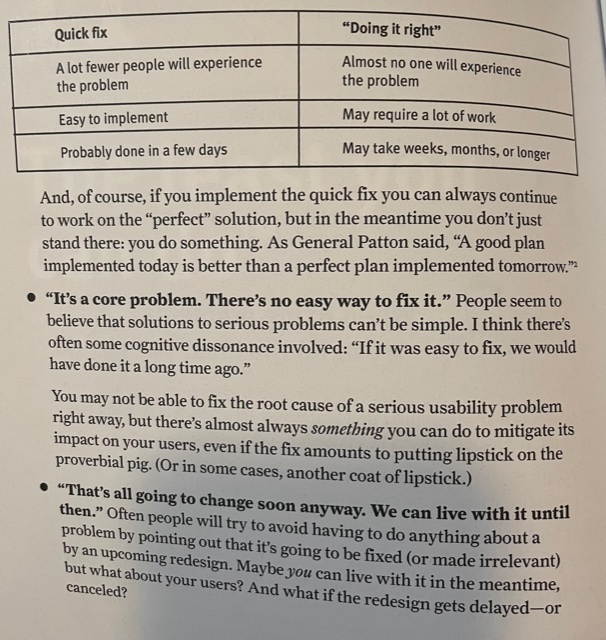 Quick fix
"Doing it right"
A lot fewer people will experience
the problem
Almost no one will experience
the problem
Easy to implement
May require a lot of work
Probably done in a few days
May take weeks, months, or longer
And, of course, if you implement the quick fix you can always continue
to work on the “perfect” solution, but in the meantime you don’t just
stand there: you do something. As General Patton said, “A good plan
implemented today is better than a perfect plan implemented tomorrow.”²
• “It’s a core problem. There’s no easy way to fix it.” People seem to
believe that solutions to serious problems can’t be simple. I think there’s
often some cognitive dissonance involved: “If it was easy to fix, we would
have done it a long time ago.”
You may not be able to fix the root cause of a serious usability problem
right away, but there’s almost always something you can do to mitigate its
impact on your users, even if the fix amounts to putting lipstick on the
proverbial pig. (Or in some cases, another coat of lipstick.)
• “That’s all going to change soon anyway. We can live with it until
then.” Often people will try to avoid having to do anything about a
problem by pointing out that it’s going to be fixed (or made irrelevant)
by an upcoming redesign. Maybe you can live with it in the meantime,
but what about your users? And what if the redesign gets delayed—or
canceled?